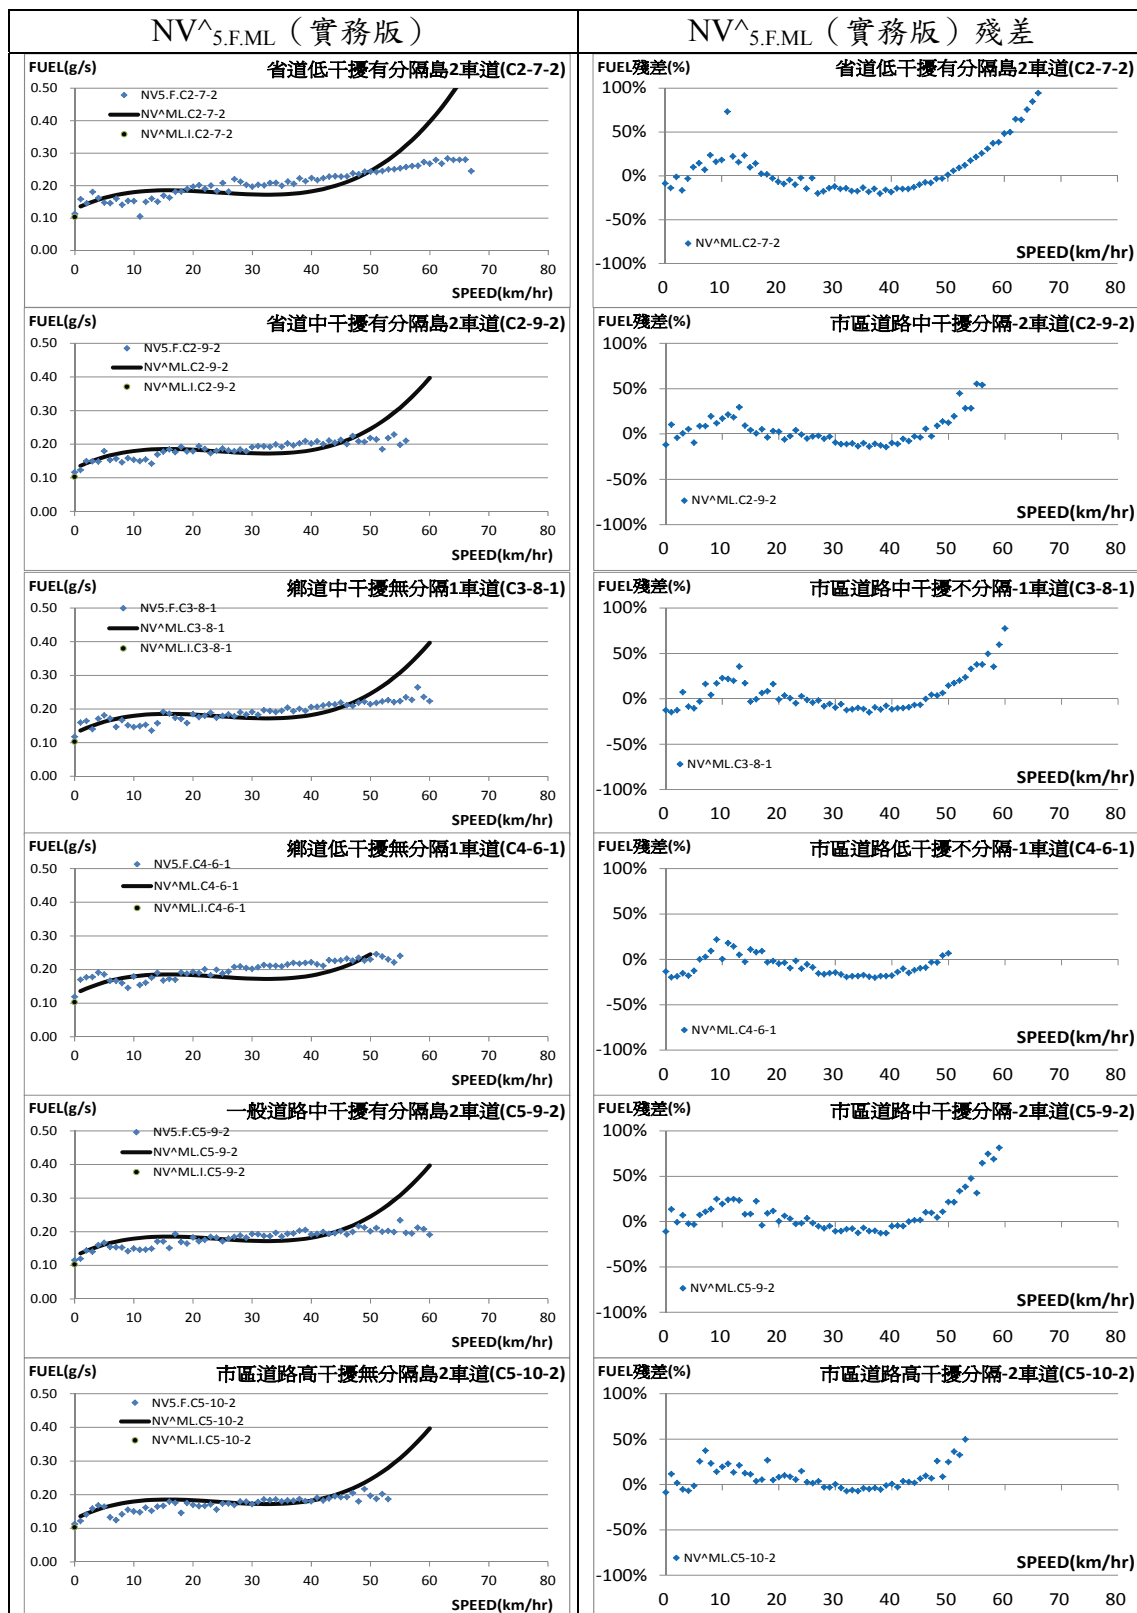 NV^5.F.ML（實務版）
NV^5.F.ML（實務版）殘差
FUEL(g/s)
省道低干擾有分隔島2車道(C2-7-2)
0.50
0.40
0.30
0.20
0.10
0.00
NV5.F.C2-7-2
NV^ML.C2-7-2
NV^ML.I.C2-7-2
0 10 20 30 40 50 60 70 80
SPEED(km/hr)
FUEL殘差(%)
省道低干擾有分隔島2車道(C2-7-2)
100%
50%
0%
-50%
-100%
SPEED(km/hr)
NV^ML.C2-7-2
0 10 20 30 40 50 60 70 80
FUEL(g/s)
省道中干擾有分隔島2車道(C2-9-2)
0.50
0.40
0.30
0.20
0.10
0.00
NV5.F.C2-9-2
NV^ML.C2-9-2
NV^ML.I.C2-9-2
0 10 20 30 40 50 60 70 80
SPEED(km/hr)
FUEL殘差(%)
市區道路中干擾分隔-2車道(C2-9-2)
100%
50%
0%
-50%
-100%
NV^ML.C2-9-2
SPEED(km/hr)
0 10 20 30 40 50 60 70 80
FUEL(g/s)
鄉道中干擾無分隔1車道(C3-8-1)
0.50
0.40
0.30
0.20
0.10
0.00
NV5.F.C3-8-1
NV^ML.C3-8-1
NV^ML.I.C3-8-1
0 10 20 30 40 50 60 70 80
SPEED(km/hr)
FUEL殘差(%)
市區道路中干擾不分隔-1車道(C3-8-1)
100%
50%
0%
-50%
-100%
NV^ML.C3-8-1
SPEED(km/hr)
0 10 20 30 40 50 60 70 80
FUEL(g/s)
鄉道低干擾無分隔1車道(C4-6-1)
0.50
0.40
0.30
0.20
0.10
0.00
NV5.F.C4-6-1
NV^ML.C4-6-1
NV^ML.I.C4-6-1
0 10 20 30 40 50 60 70 80
SPEED(km/hr)
FUEL殘差(%)
市區道路低干擾不分隔-1車道(C4-6-1)
100%
50%
0%
-50%
-100%
NV^ML.C4-6-1
SPEED(km/hr)
0 10 20 30 40 50 60 70 80
FUEL(g/s)
一般道路中干擾有分隔島2車道(C5-9-2)
0.50
0.40
0.30
0.20
0.10
0.00
NV5.F.C5-9-2
NV^ML.C5-9-2
NV^ML.I.C5-9-2
0 10 20 30 40 50 60 70 80
SPEED(km/hr)
FUEL殘差(%)
市區道路中干擾分隔-2車道(C5-9-2)
100%
50%
0%
-50%
-100%
NV^ML.C5-9-2
SPEED(km/hr)
0 10 20 30 40 50 60 70 80
FUEL(g/s)
市區道路高干擾無分隔島2車道(C5-10-2)
0.50
0.40
0.30
0.20
0.10
0.00
NV5.F.C5-10-2
NV^ML.C5-10-2
NV^ML.I.C5-10-2
0 10 20 30 40 50 60 70 80
SPEED(km/hr)
FUEL殘差(%)
市區道路高干擾分隔-2車道(C5-10-2)
100%
50%
0%
-50%
-100%
NV^ML.C5-10-2
SPEED(km/hr)
0 10 20 30 40 50 60 70 80